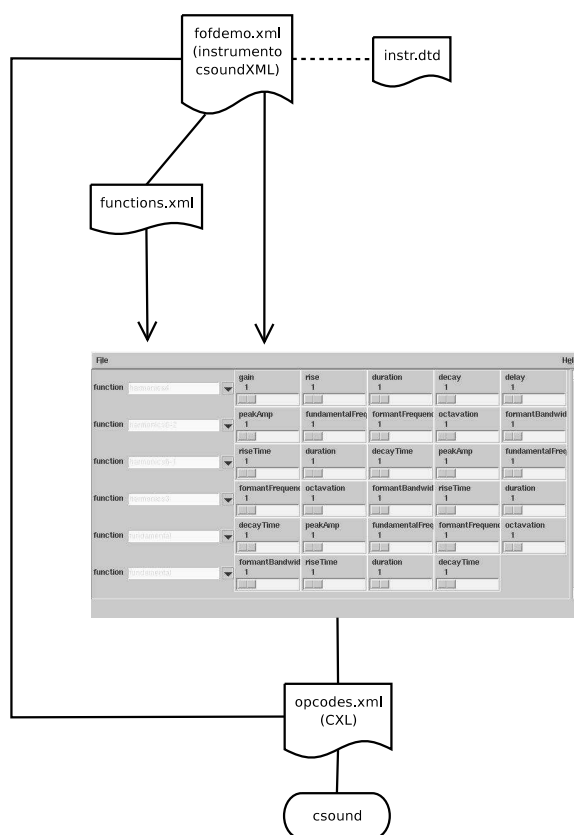 fofdemo.xml
(instrumento
csoundXML)
instr.dtd
functions.xml
File
Hel
gain rise duration decay delay
function
1 1 1 1 1
peakAmp fundamentalFreq formantFrequenc octavation formantBandwid
function
1 1 1 1 1
riseTime duration decayTime peakAmp fundamentalFreq
function
1 1 1 1 1
formantFrequenc octavation formantBandwid riseTime duration
function
1 1 1 1 1
decayTime peakAmp fundamentalFreq formantFrequenc octavation
function fundamental
1 1 1 1 1
formantBandwid riseTime duration decayTime
function fundamental
1 1 1 1
opcodes.xml
(CXL)
csound